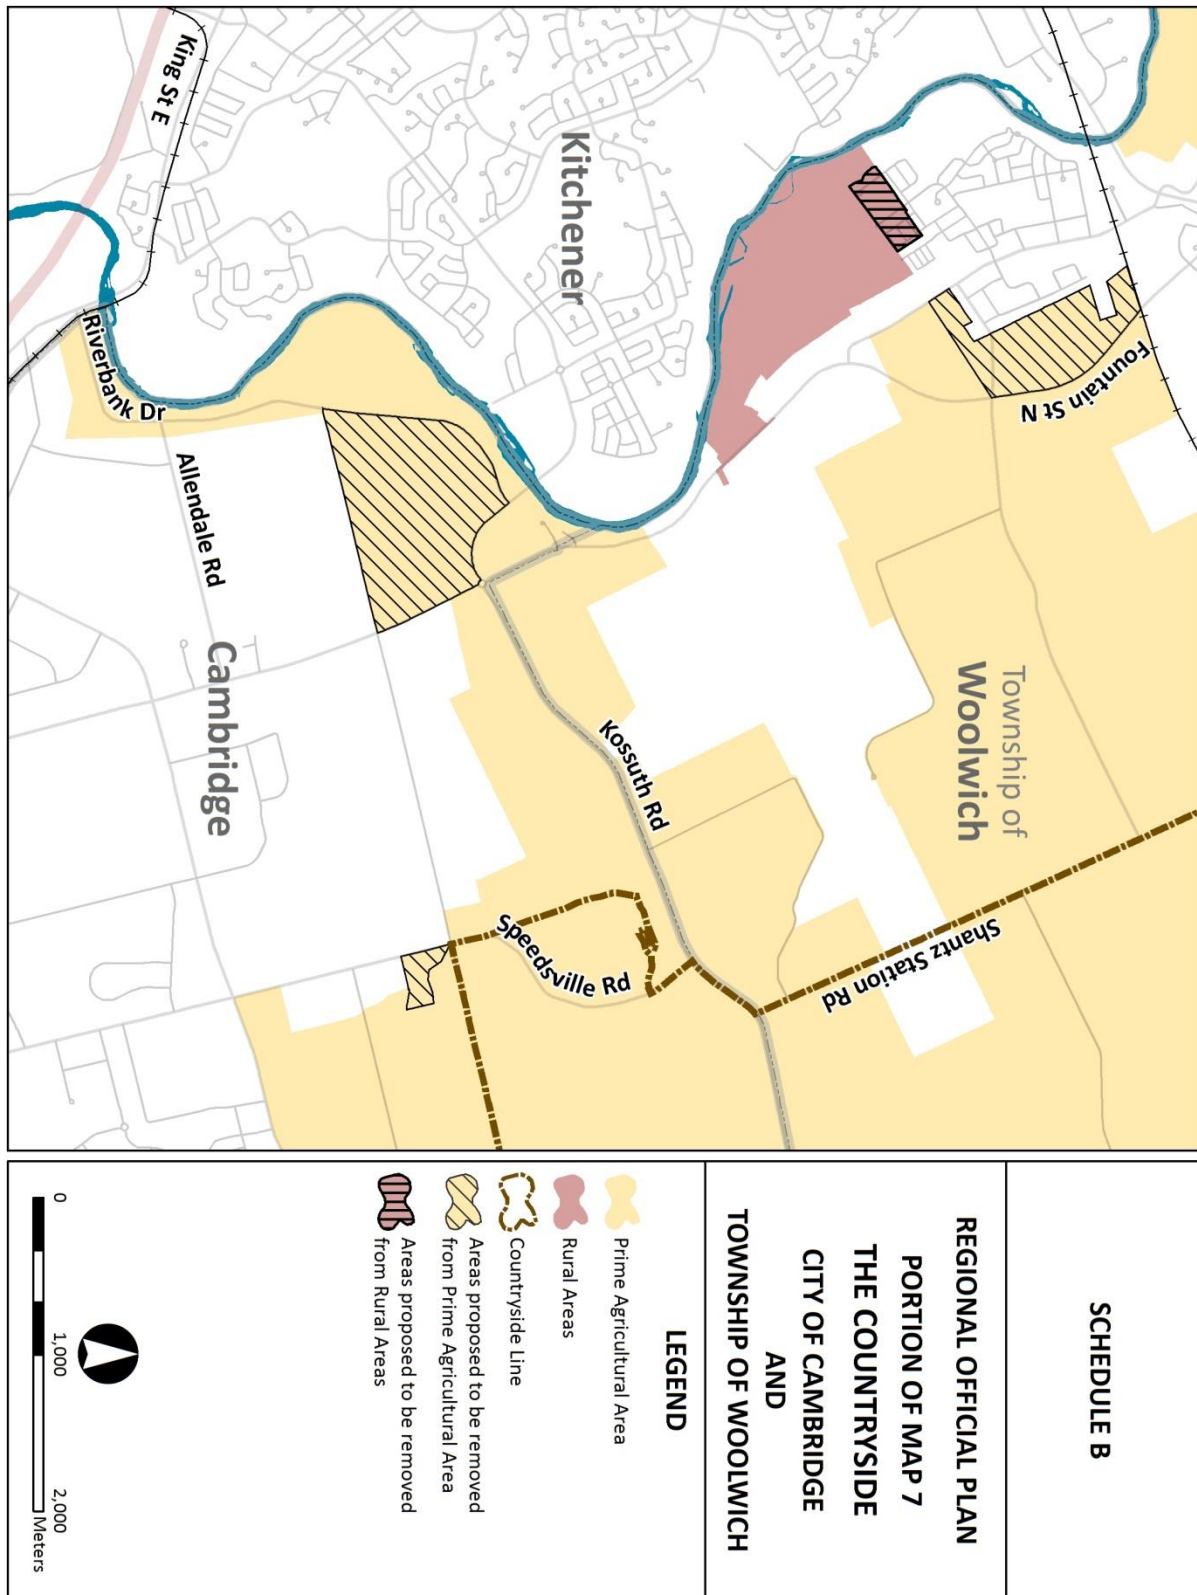 SCHEDULE B
REGIONAL OFFICIAL PLAN
PORTION OF MAP 7
THE COUNTRYSIDE
CITY OF CAMBRIDGE
AND
TOWNSHIP OF WOOLWICH
LEGEND
Prime Agricultural Area
Rural Areas
Countryside Line
Areas proposed to be removed
from Prime Agricultural Area
Areas proposed to be removed
from Rural Areas
0 1,000 2,000
Meters
Fountain St N
Township of
Woolwich
Shantz Station Rd
Kitchener
Kossuth Rd
Speedsville Rd
King St E
Riverbank Dr
Allendale Rd
Cambridge